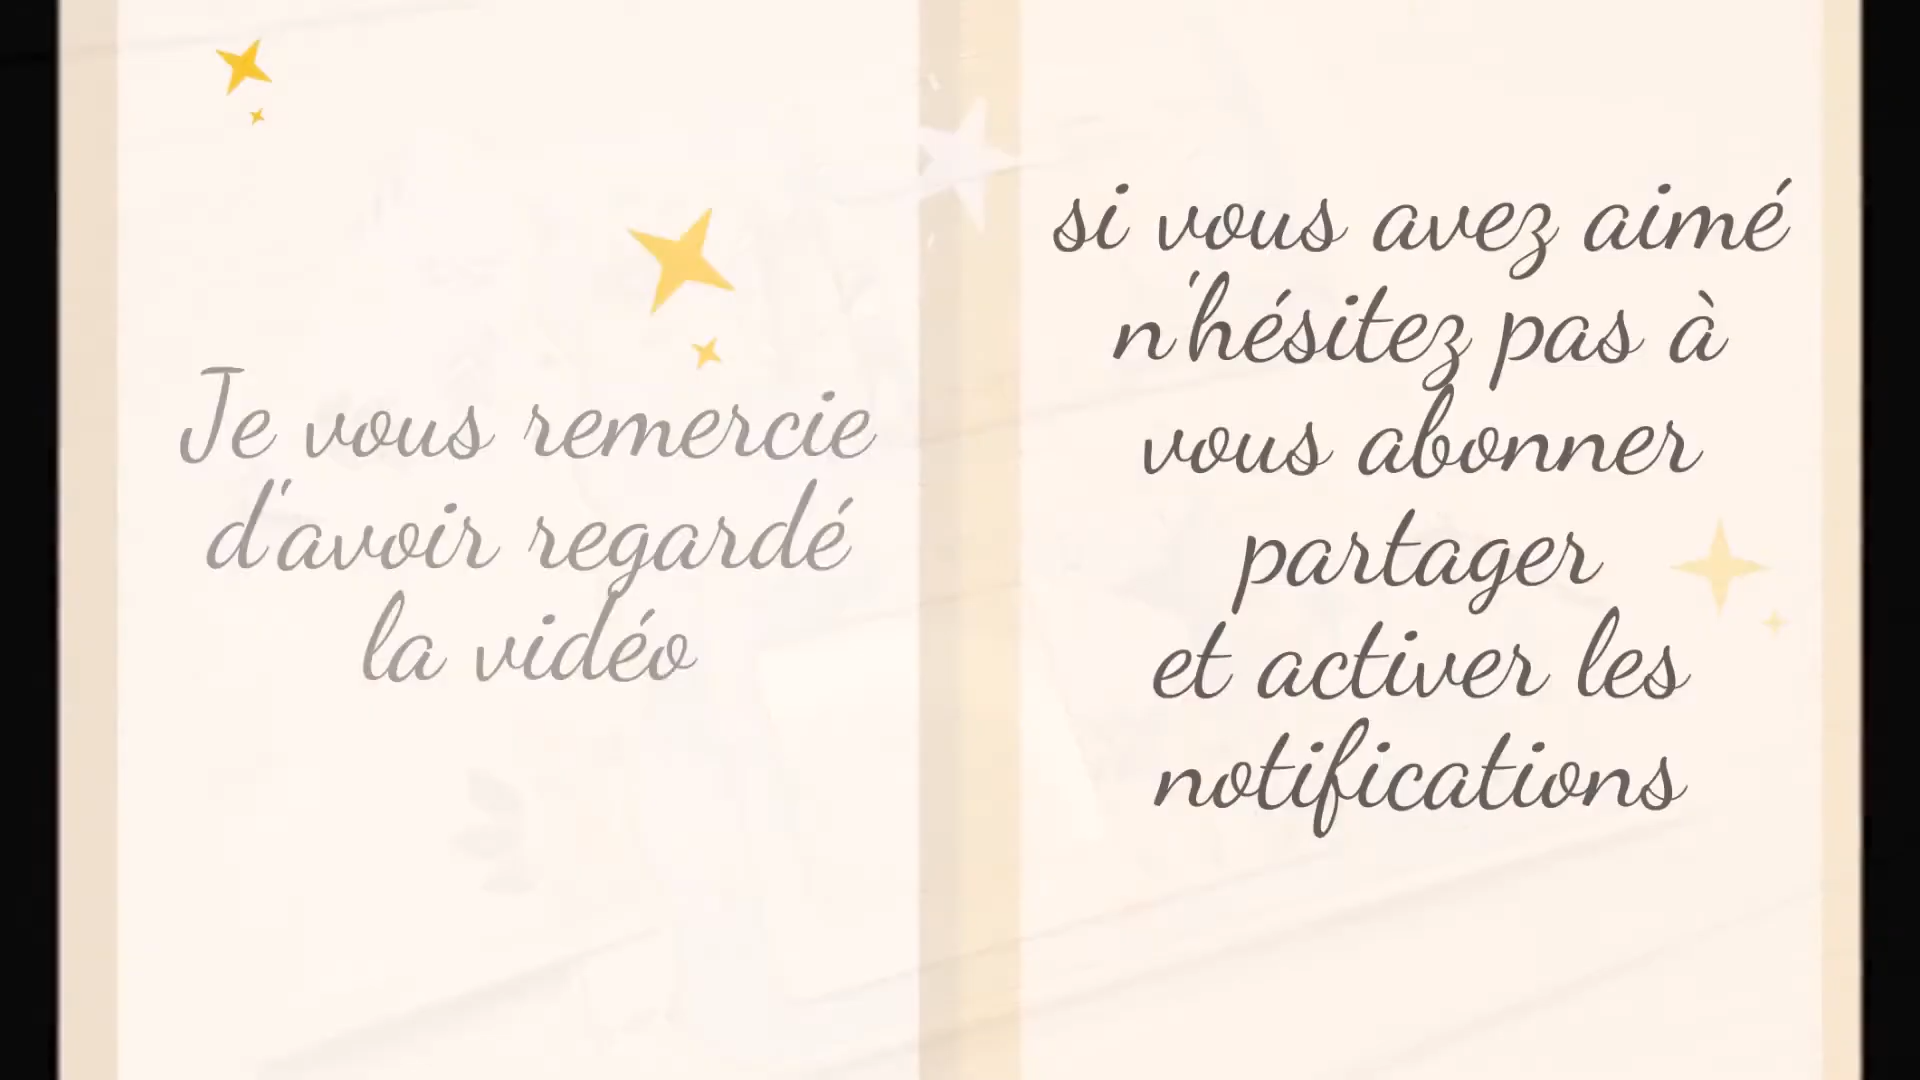 Je vous remercie
d'avoir regardé
la vidéo
si vous avez aimé
n'hésitez pas à
vous abonner
partager
et activer les
notifications